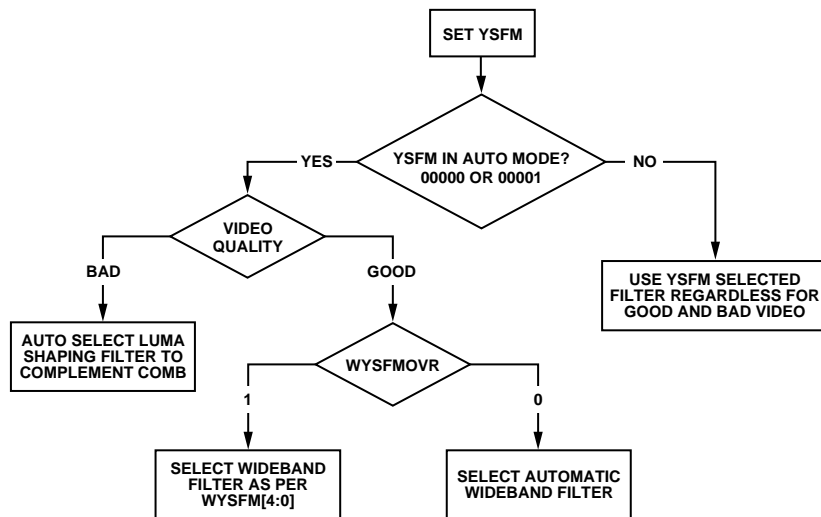 SET YSFM
YSFM IN AUTO MODE?
00000 OR 00001
YES
NO
VIDEO
QUALITY
BAD
GOOD
USE YSFM SELECTED
FILTER REGARDLESS FOR
GOOD AND BAD VIDEO
AUTO SELECT LUMA
SHAPING FILTER TO
COMPLEMENT COMB
WYSFMOVR
1
0
SELECT WIDEBAND
FILTER AS PER
WYSFM[4:0]
SELECT AUTOMATIC
WIDEBAND FILTER